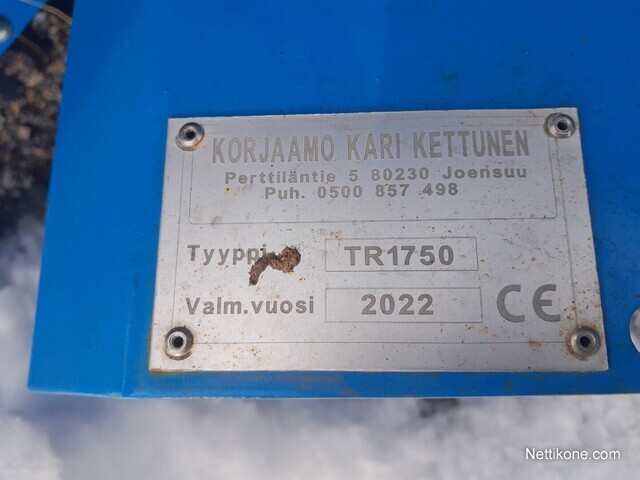 KORJAAMO KARI KETTUNEN
Perttiläntie 5 80230 Joensuu
Puh. 0500 857 498
Tyyppi TR1750
Valm.vuosi 2022 CE
Nettikone.com